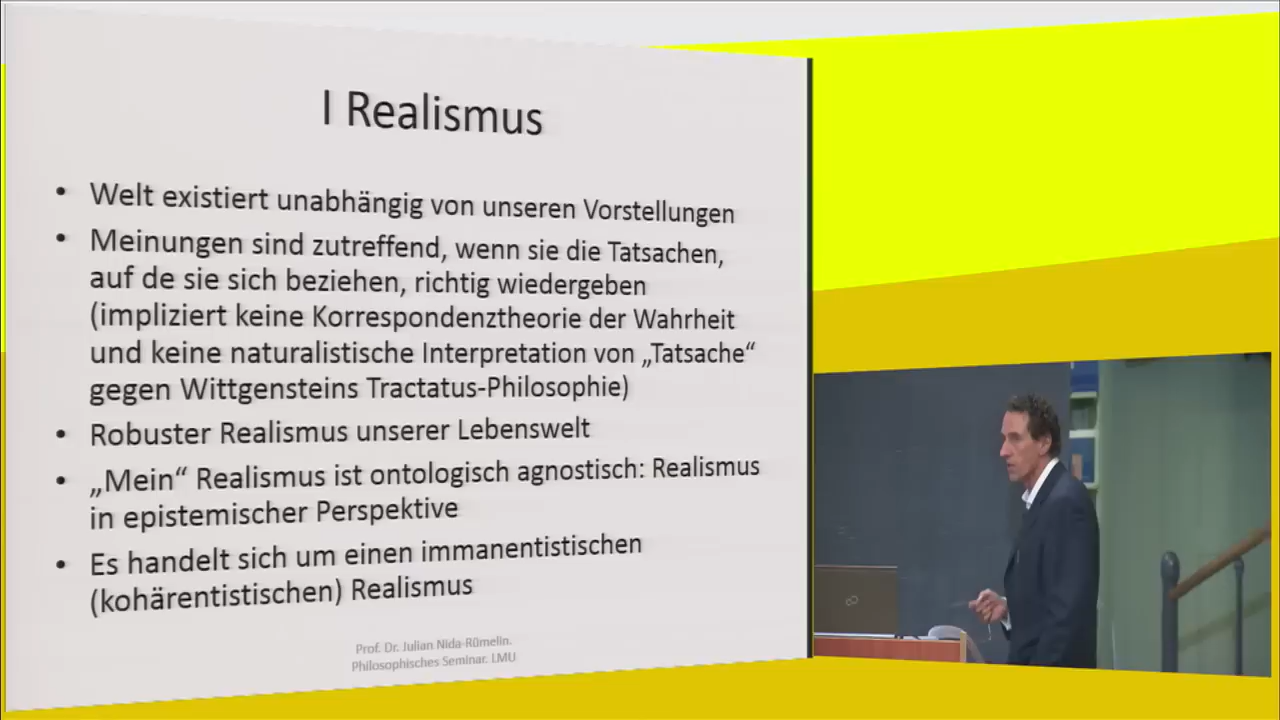 I Realismus
• Welt existiert unabhängig von unseren Vorstellungen
• Meinungen sind zutreffend, wenn sie die Tatsachen,
auf de sie sich beziehen, richtig wiedergeben
(impliziert keine Korrespondenztheorie der Wahrheit
und keine naturalistische Interpretation von „Tatsache“
gegen Wittgensteins Tractatus-Philosophie)
• Robuster Realismus unserer Lebenswelt
• „Mein“ Realismus ist ontologisch agnostisch: Realismus
in epistemischer Perspektive
• Es handelt sich um einen immanentistischen
(kohärentistischen) Realismus
Prof. Dr. Julian Nida-Rümelin.
Philosophisches Seminar. LMU